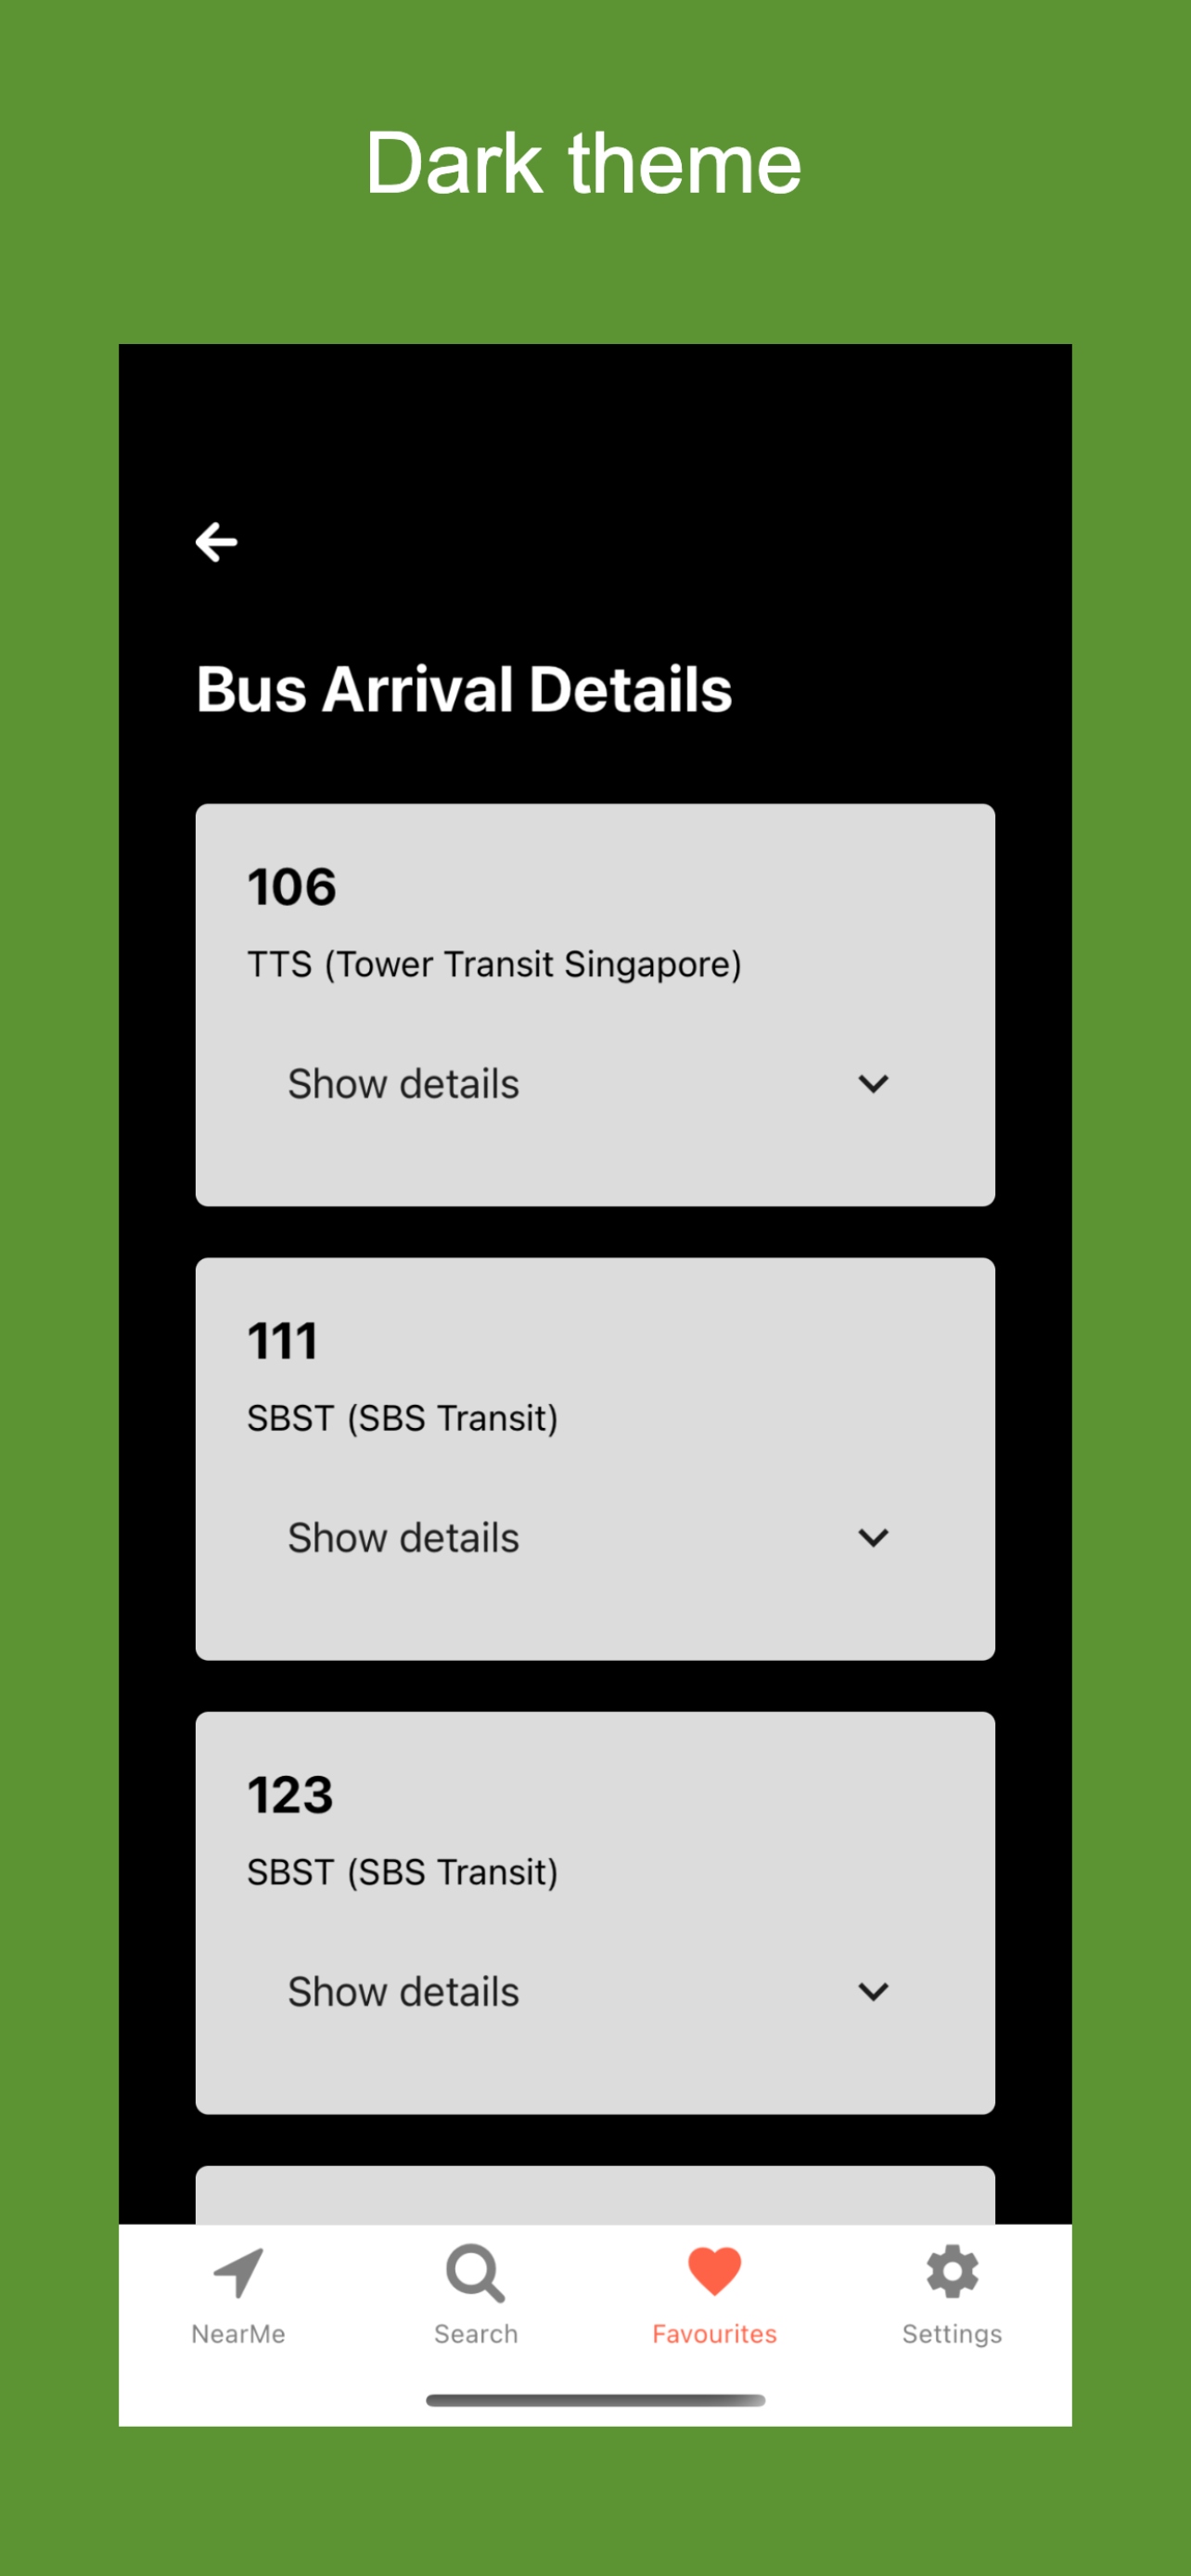 Dark theme
Bus Arrival Details
106
TTS (Tower Transit Singapore)
Show details
111
SBST (SBS Transit)
Show details
123
SBST (SBS Transit)
Show details
NearMe
Search
Favourites
Settings